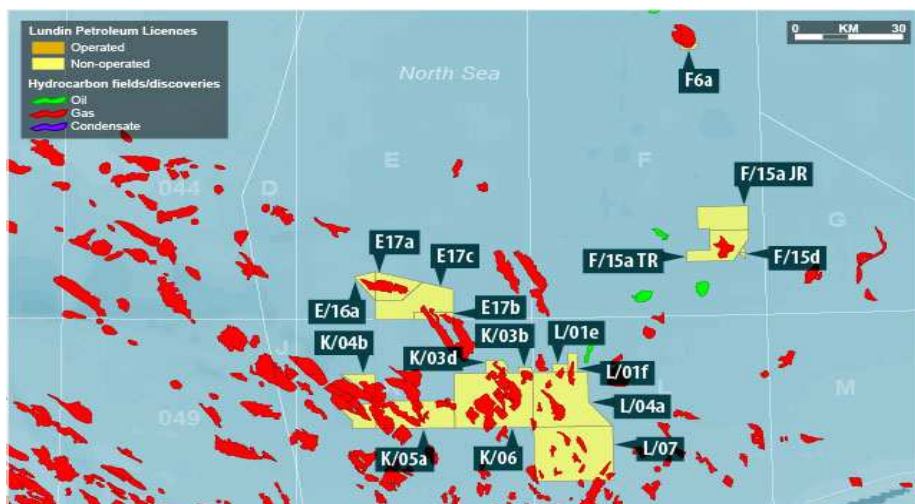 Lundin Petroleum Licences
Operated
Non-operated
Hydrocarbon fields/discoveries
Oil
Gas
Condensate
0 KM 30
North Sea
F6a
E
F
044
D
F/15a JR
G
E17a
E17c
F/15a TR
F/15d
E/16a
E17b
K/03b
L/01e
J
K/04b
K/03d
L/01f
L
M
049
L/04a
K/05a
K/06
L/07